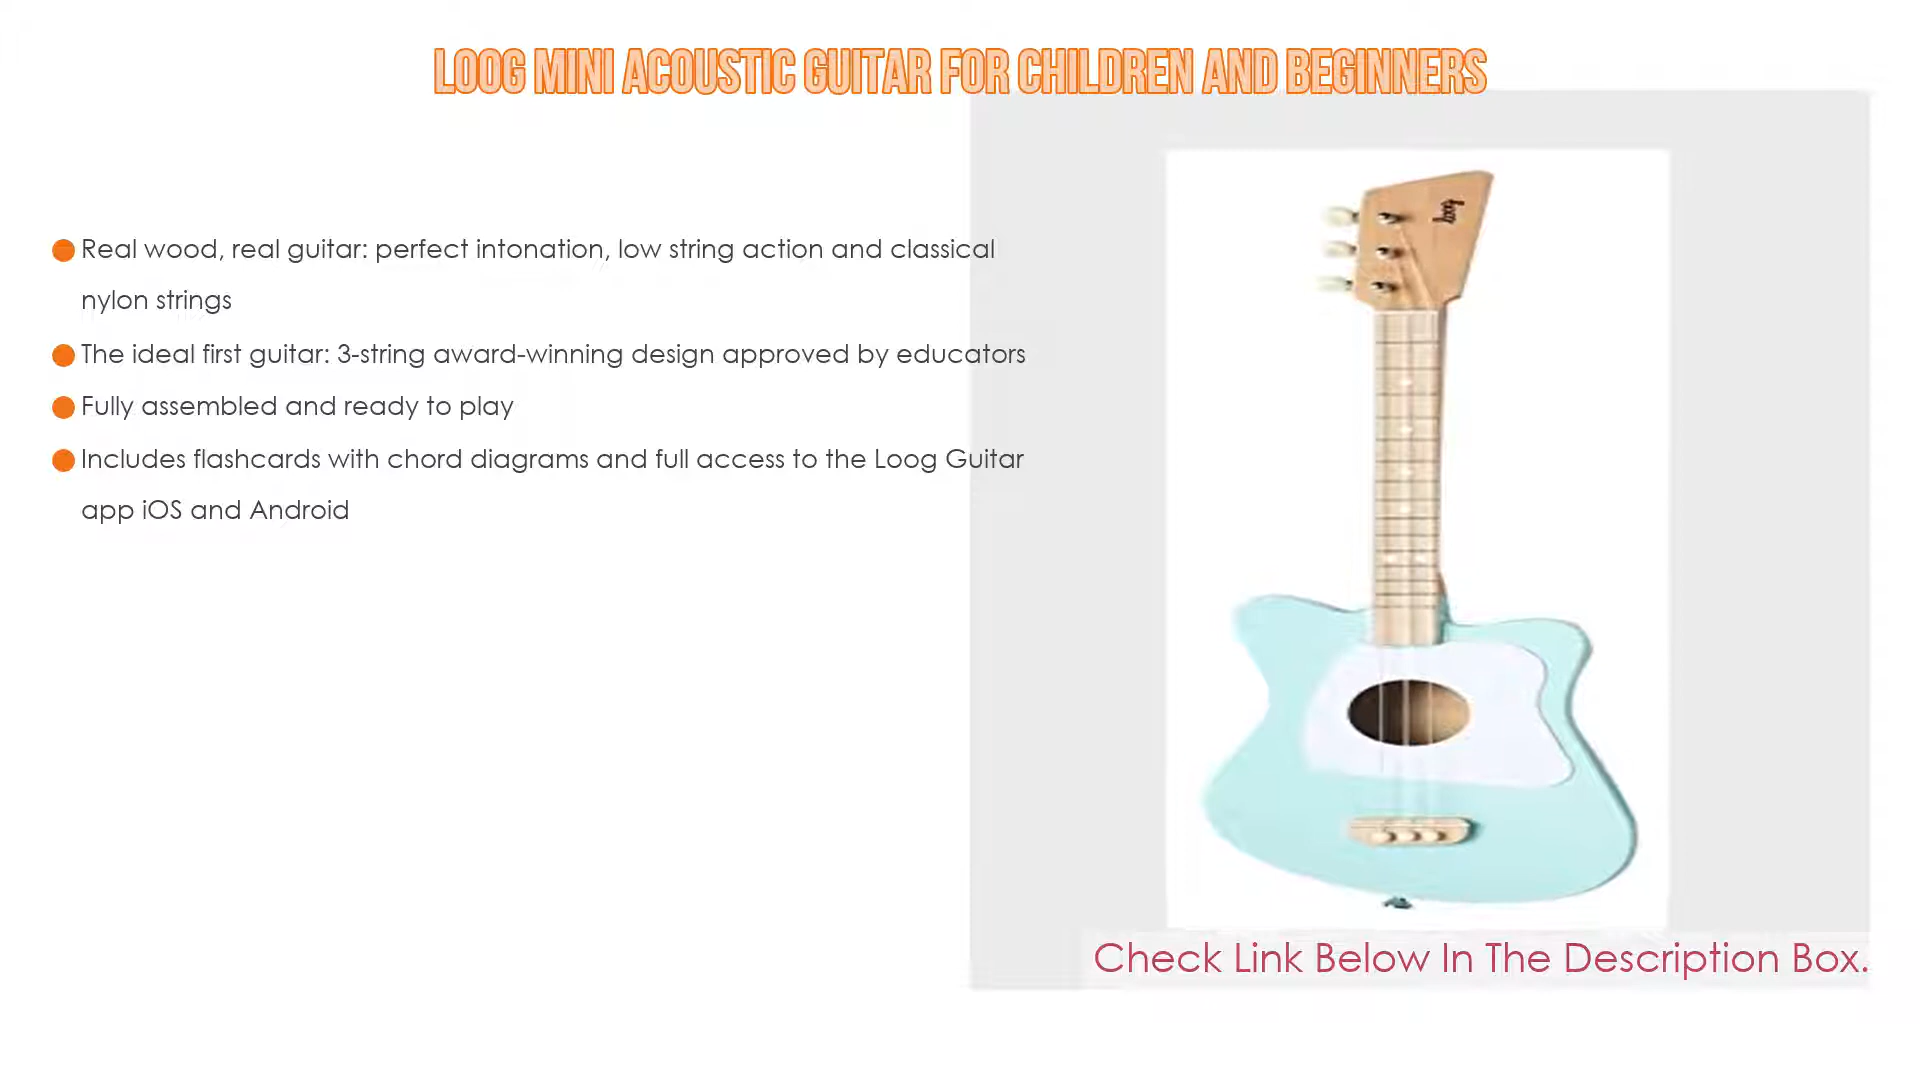 LOOG MINI ACOUSTIC GUITAR FOR CHILDREN AND BEGINNERS
Real wood, real guitar: perfect intonation, low string action and classical
nylon strings
The ideal first guitar: 3-string award-winning design approved by educators
Fully assembled and ready to play
Includes flashcards with chord diagrams and full access to the Loog Guitar
app iOS and Android
loog
Check Link Below In The Description Box.